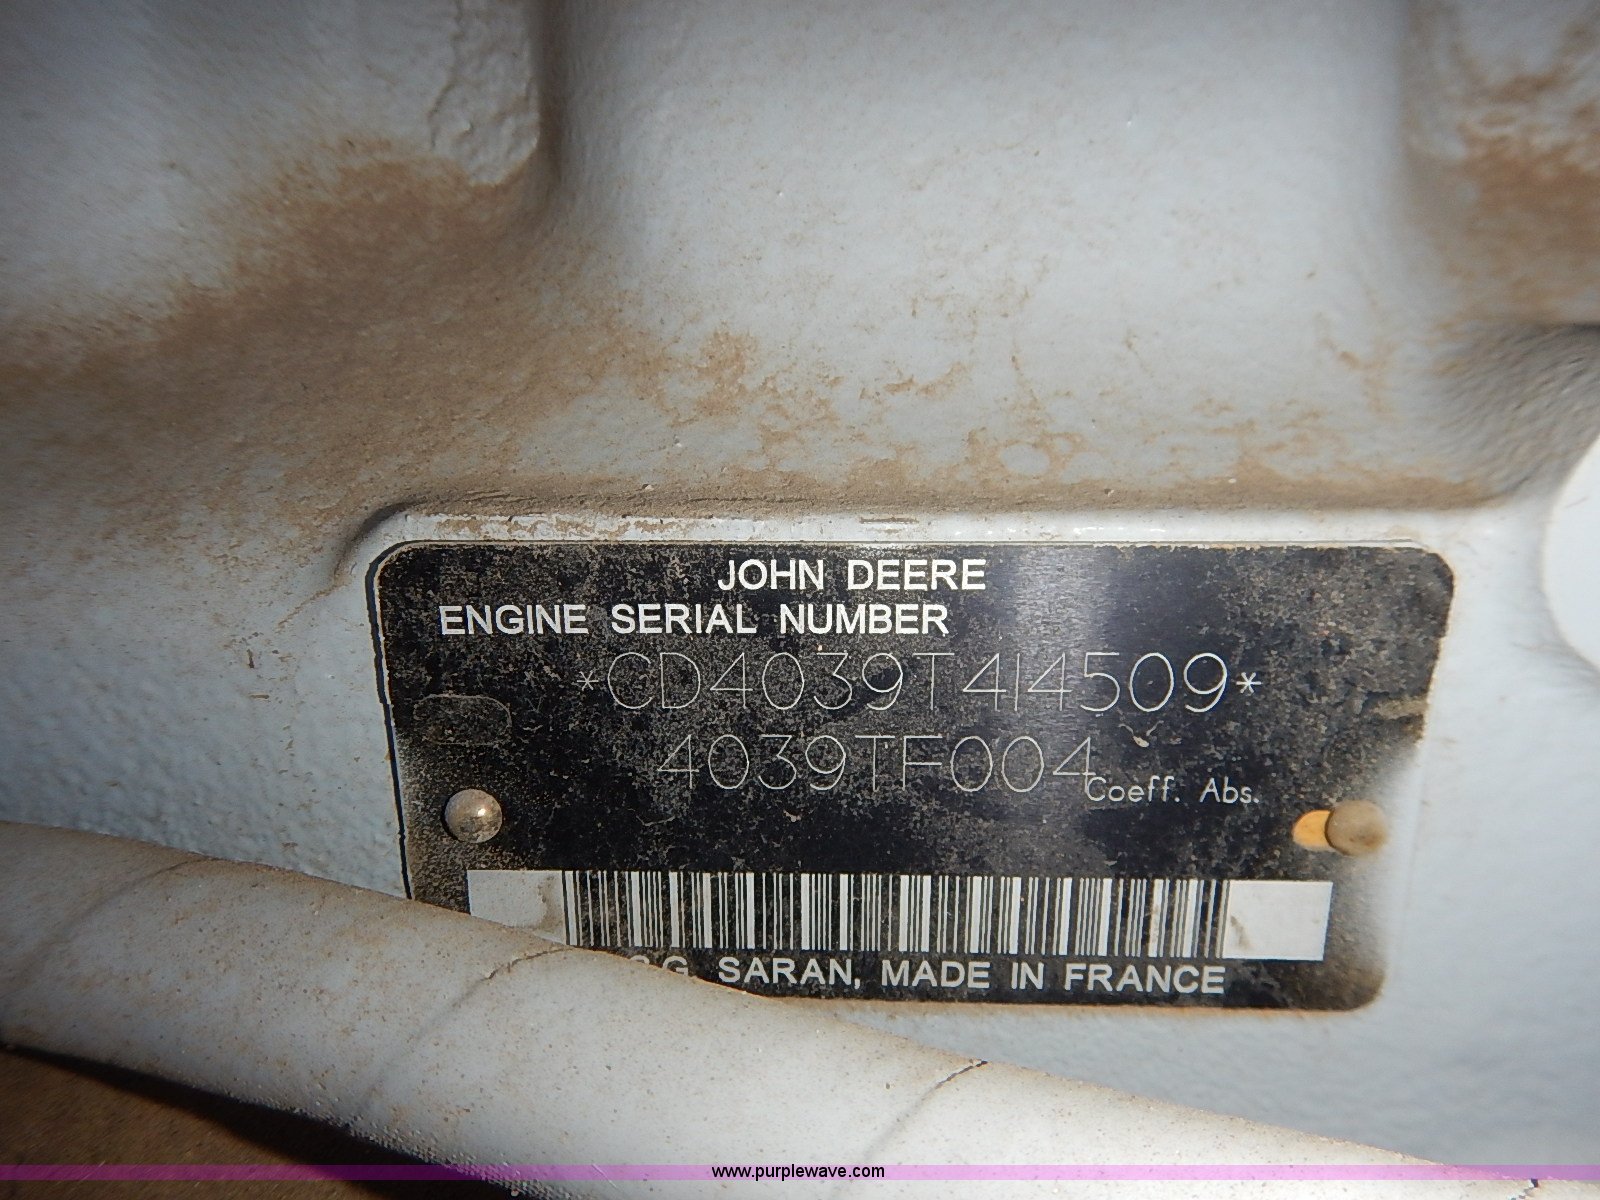 JOHN DEERE
ENGINE SERIAL NUMBER
*CD4039T414509*
4039TF004
Coeff. Abs.
SARAN, MADE IN FRANCE
www.purplewave.com